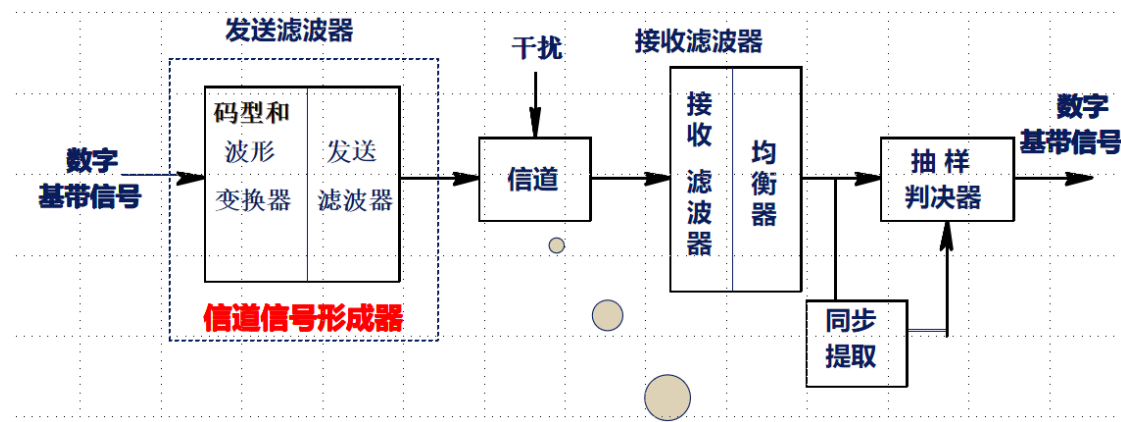 发送滤波器
干扰
接收滤波器
数字
基带信号
码型和
波形
变换器
发送
滤波器
信道信号形成器
信道
接收 滤波器
均衡器
抽 样
判决器
同步
提取
数字
基带信号